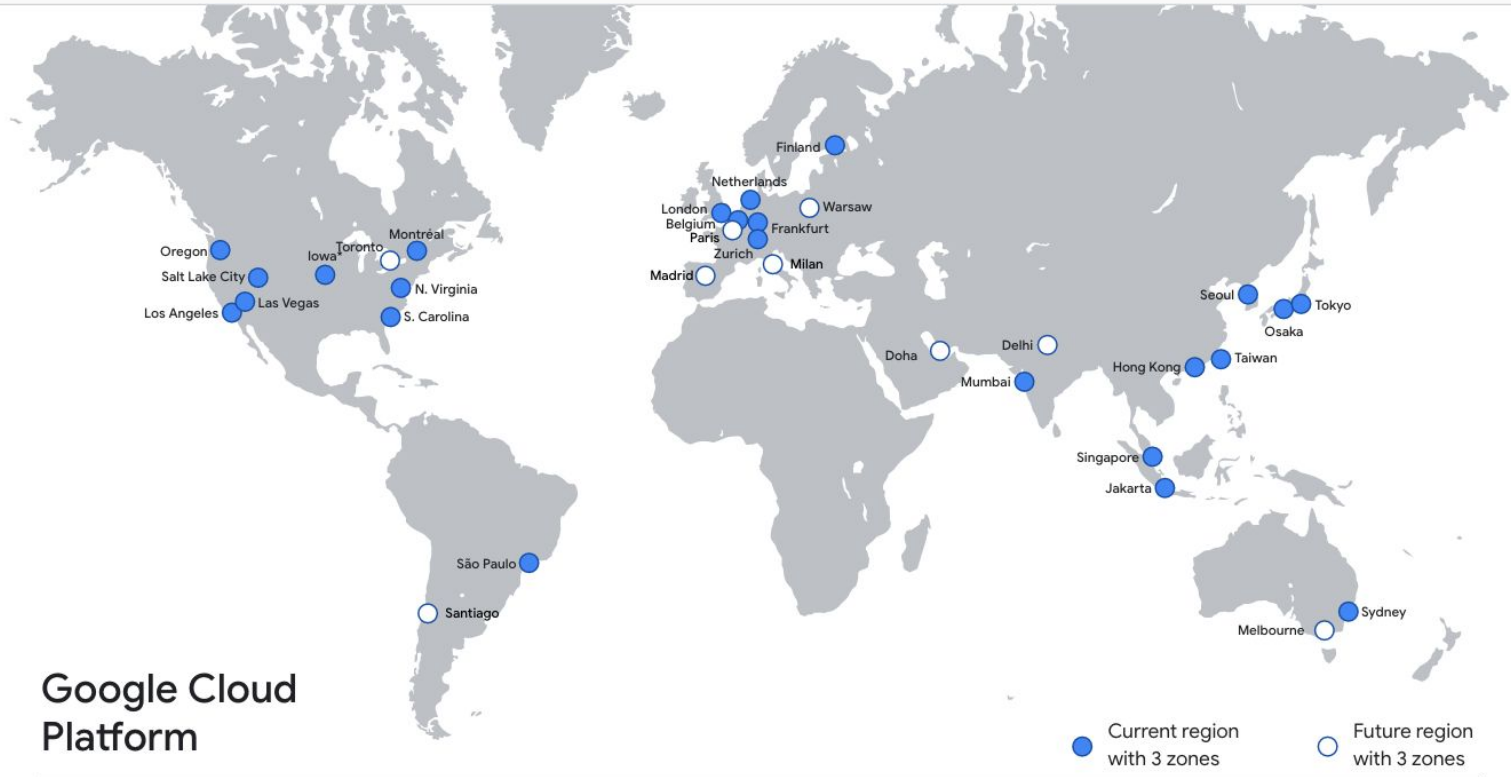 Finland
Netherlands
London
Warsaw
Belgium
Frankfurt
Paris
Zurich
Milan
Madrid
Montréal
Toronto
Oregon
Iowa*
Salt Lake City
N. Virginia
Las Vegas
Los Angeles
S. Carolina
Seoul
Tokyo
Osaka
Doha
Delhi
Taiwan
Hong Kong
Mumbai
Singapore
Jakarta
São Paulo
Santiago
Sydney
Melbourne
Google Cloud
Platform
Current region
with 3 zones
Future region
with 3 zones